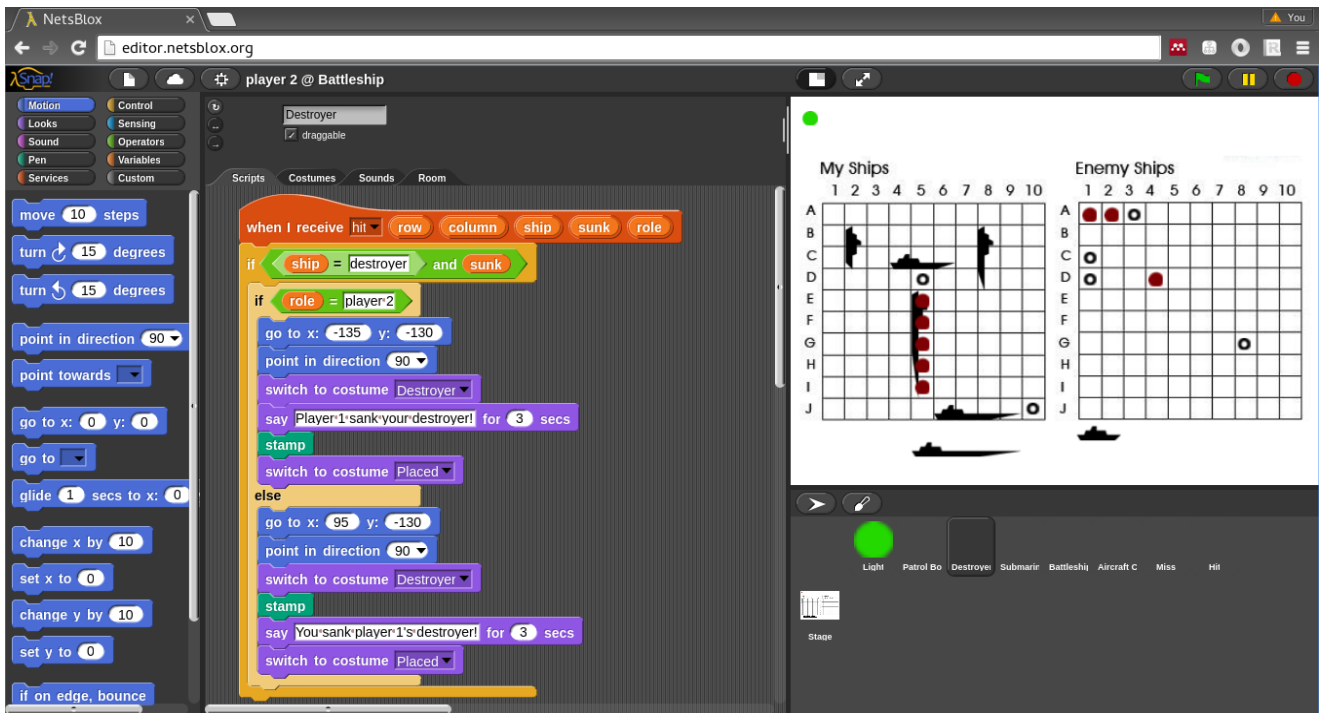 NetsBlox ×
You
editor.netsblox.org
Snap!
player 2 @ Battleship
Motion Control
Looks Sensing
Sound Operators
Pen Variables
Services Custom
move 10 steps
turn 15 degrees
turn 15 degrees
point in direction 90
point towards
go to x: 0 y: 0
go to
glide 1 secs to x: 0
change x by 10
set x to 0
change y by 10
set y to 0
if on edge, bounce
Destroyer
draggable
Scripts Costumes Sounds Room
when I receive hit row column ship sunk role
if ship = destroyer and sunk
if role = player 2
go to x: -135 y: -130
point in direction 90
switch to costume Destroyer
say Player 1 sank your destroyer! for 3 secs
stamp
switch to costume Placed
else
go to x: 95 y: -130
point in direction 90
switch to costume Destroyer
stamp
say You sank player 1's destroyer! for 3 secs
switch to costume Placed
My Ships
1 2 3 4 5 6 7 8 9 10
A
B
C
D
E
F
G
H
I
J
Enemy Ships
1 2 3 4 5 6 7 8 9 10
A
B
C
D
E
F
G
H
I
J
Light Patrol Bo Destroyer Submarin Battleship Aircraft C Miss Hit
Stage